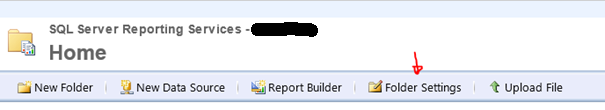 SQL Server Reporting Services -
Home
New Folder New Data Source Report Builder Folder Settings Upload File